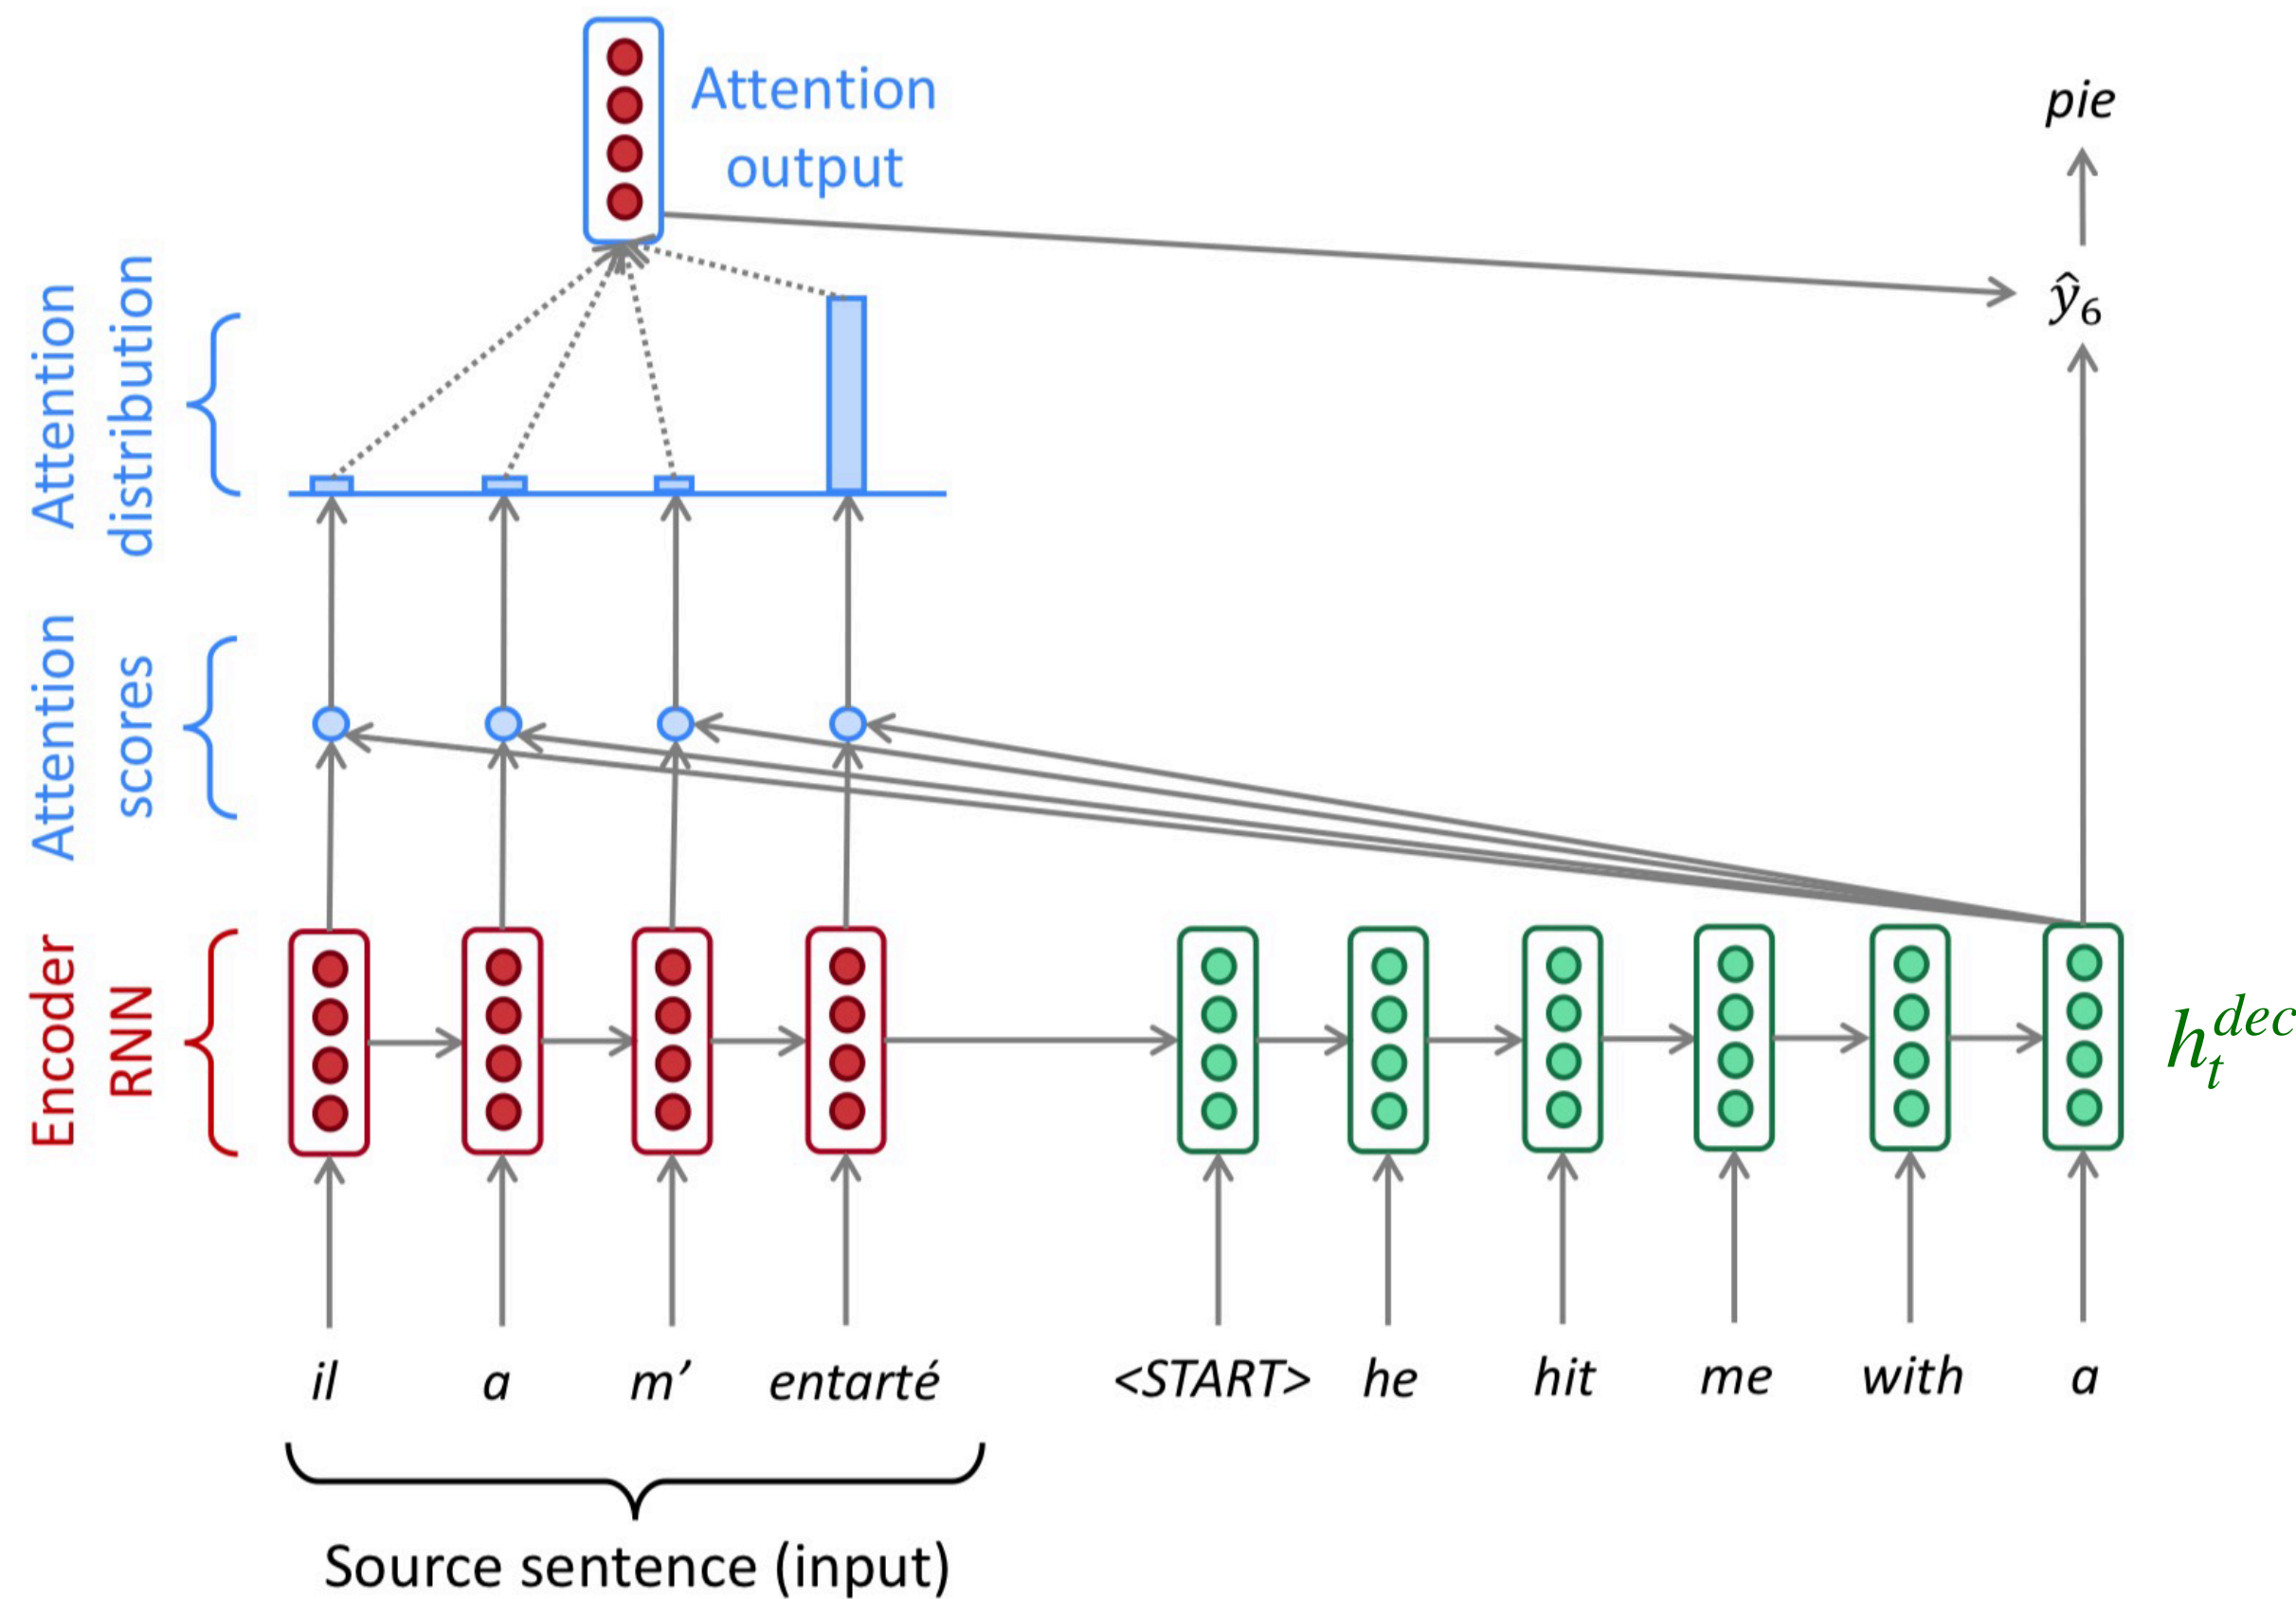 Attention
output
pie
Attention
distribution
ŷ₆
Attention
scores
Encoder
RNN
h_t^{dec}
il a m’ entarté <START> he hit me with a
Source sentence (input)